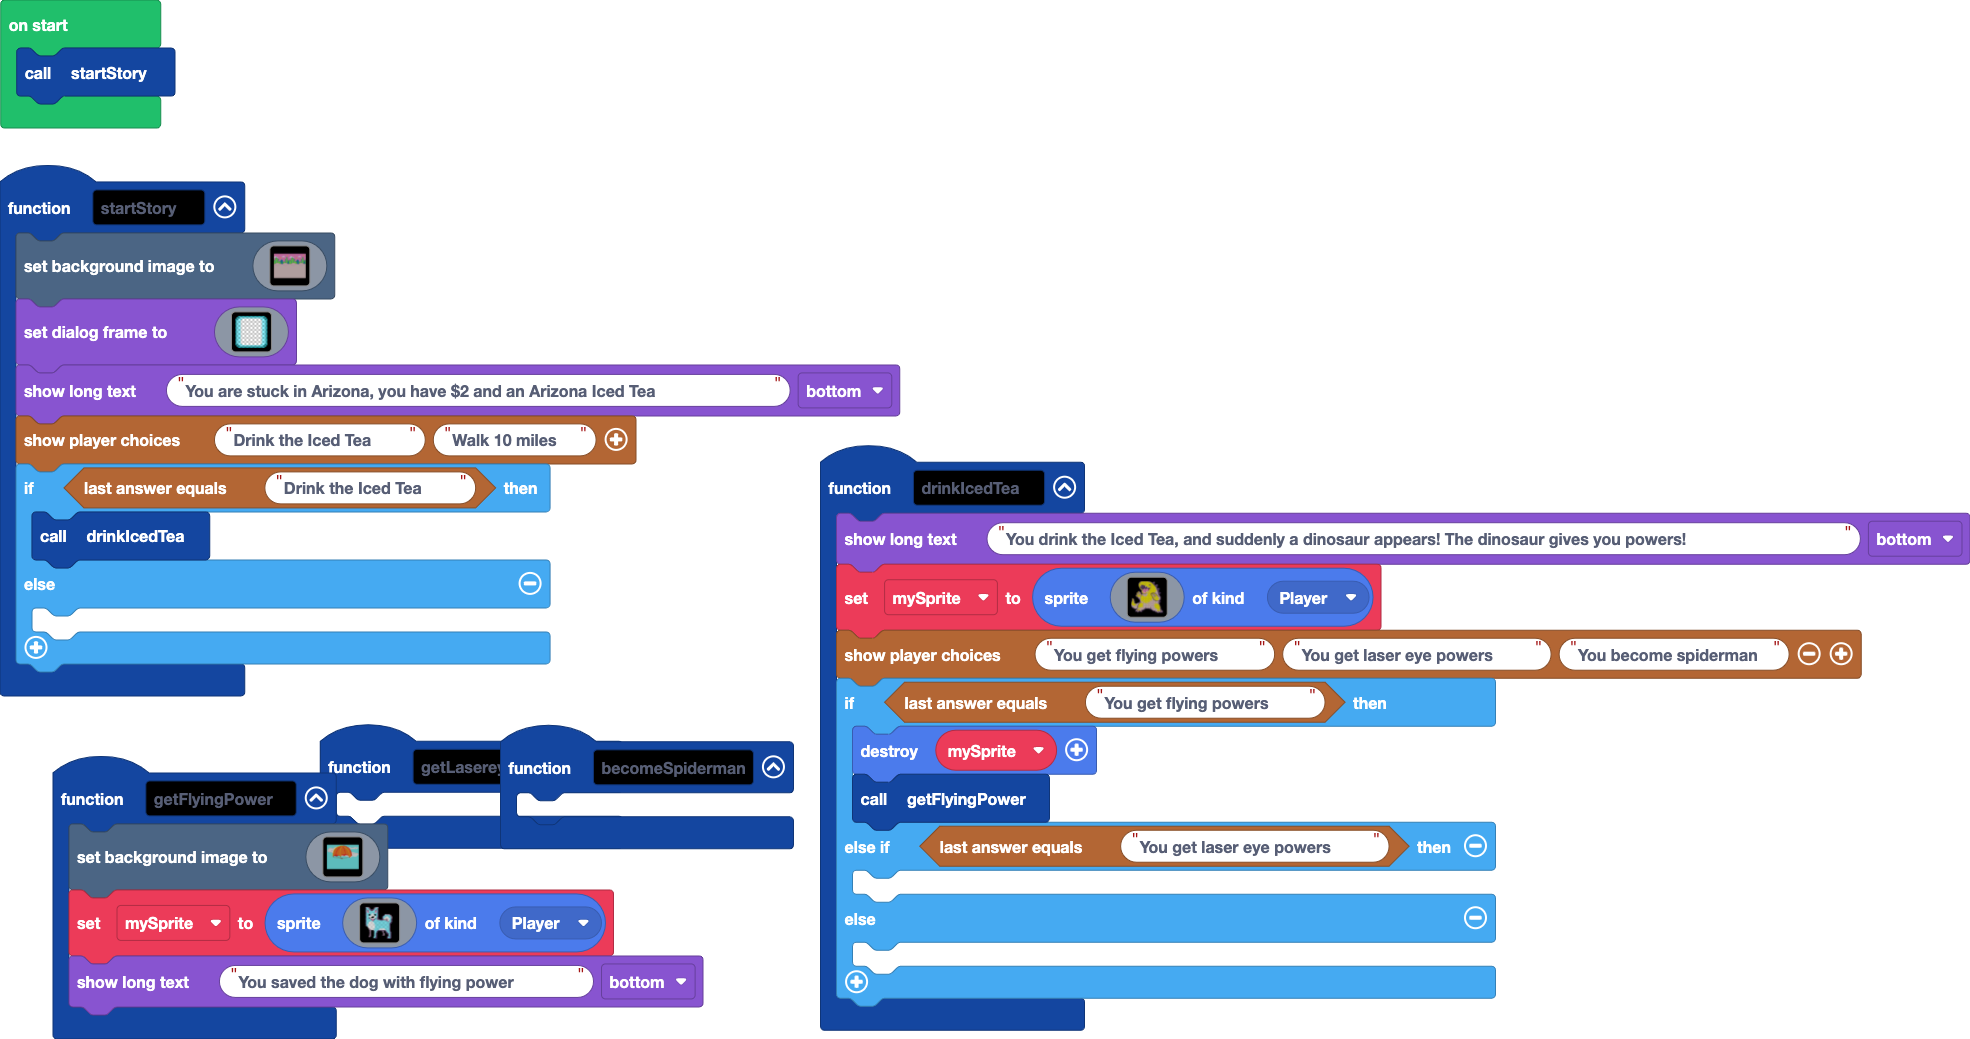 on start
call startStory
function startStory
set background image to
set dialog frame to
show long text "You are stuck in Arizona, you have $2 and an Arizona Iced Tea" bottom
show player choices "Drink the Iced Tea" "Walk 10 miles"
if last answer equals "Drink the Iced Tea" then
call drinkIcedTea
else
function drinkIcedTea
show long text "You drink the Iced Tea, and suddenly a dinosaur appears! The dinosaur gives you powers!" bottom
set mySprite to sprite of kind Player
show player choices "You get flying powers" "You get laser eye powers" "You become spiderman"
if last answer equals "You get flying powers" then
destroy mySprite
call getFlyingPower
else if last answer equals "You get laser eye powers" then
else
function
function becomeSpiderman
function getFlyingPower
set background image to
set mySprite to sprite of kind Player
show long text "You saved the dog with flying power" bottom